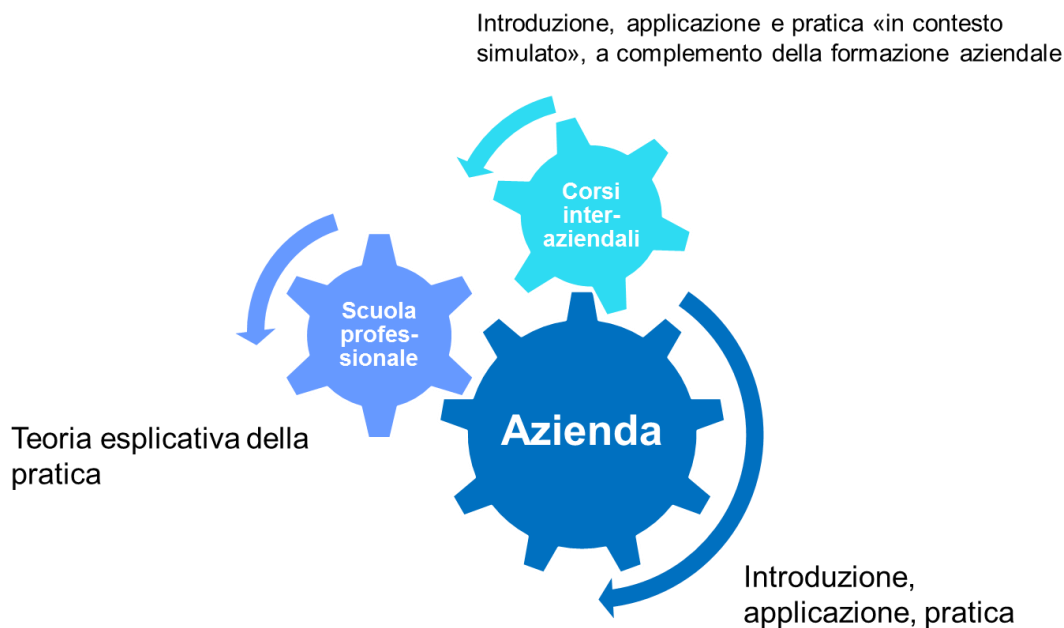 Introduzione, applicazione e pratica «in contesto
simulato», a complemento della formazione aziendale
Corsi
inter-
aziendali
Scuola
profes-
sionale
Azienda
Teoria esplicativa della
pratica
Introduzione,
applicazione, pratica